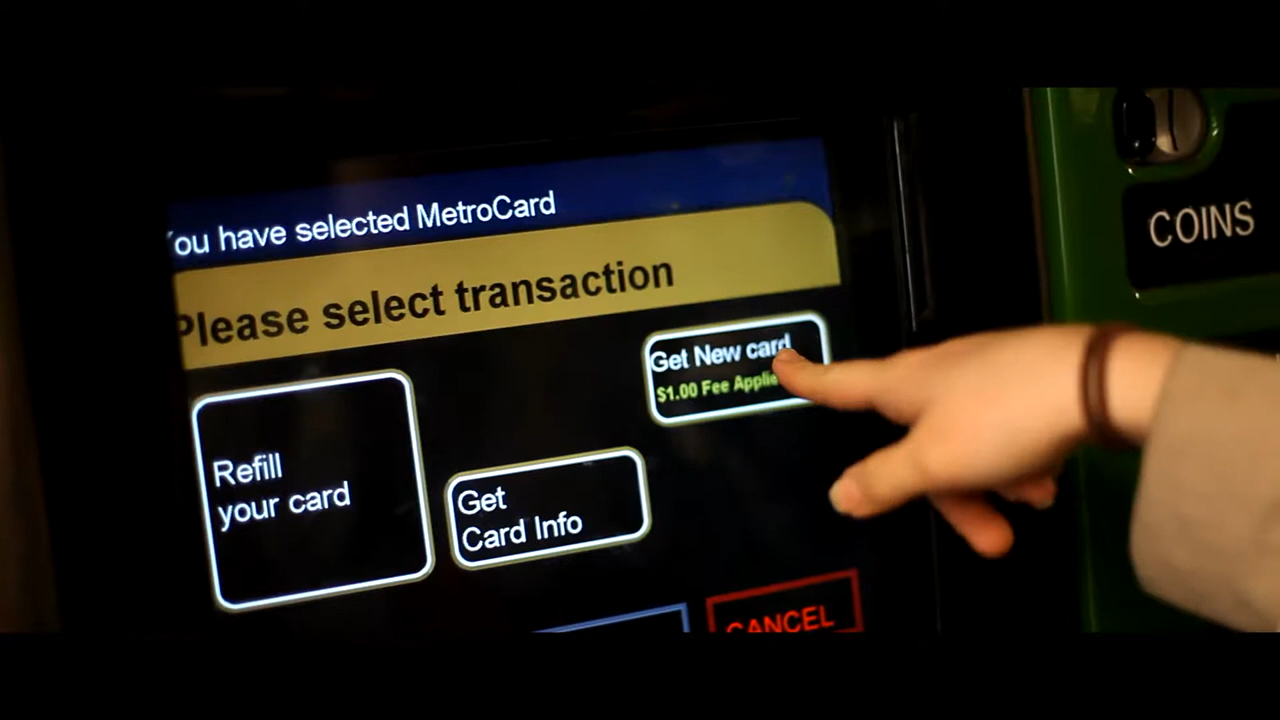 You have selected MetroCard
Please select transaction
Get New card
$1.00 Fee Applies
Refill
your card
Get
Card Info
CANCEL
COINS